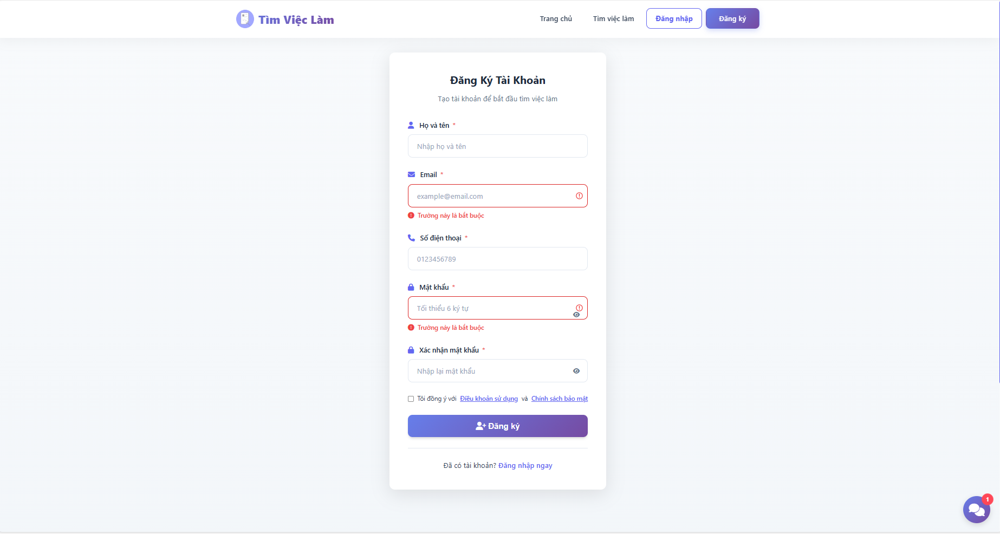 Tìm Việc Làm
Trang chủ Tìm việc làm Đăng nhập Đăng ký
Đăng Ký Tài Khoản
Tạo tài khoản để bắt đầu tìm việc làm
Họ và tên *
Nhập họ và tên
Email *
example@email.com
Trường này là bắt buộc
Số điện thoại *
0123456789
Mật khẩu *
Tối thiểu 6 ký tự
Trường này là bắt buộc
Xác nhận mật khẩu *
Nhập lại mật khẩu
Tôi đồng ý với Điều khoản sử dụng và Chính sách bảo mật
Đăng ký
Đã có tài khoản? Đăng nhập ngay
1